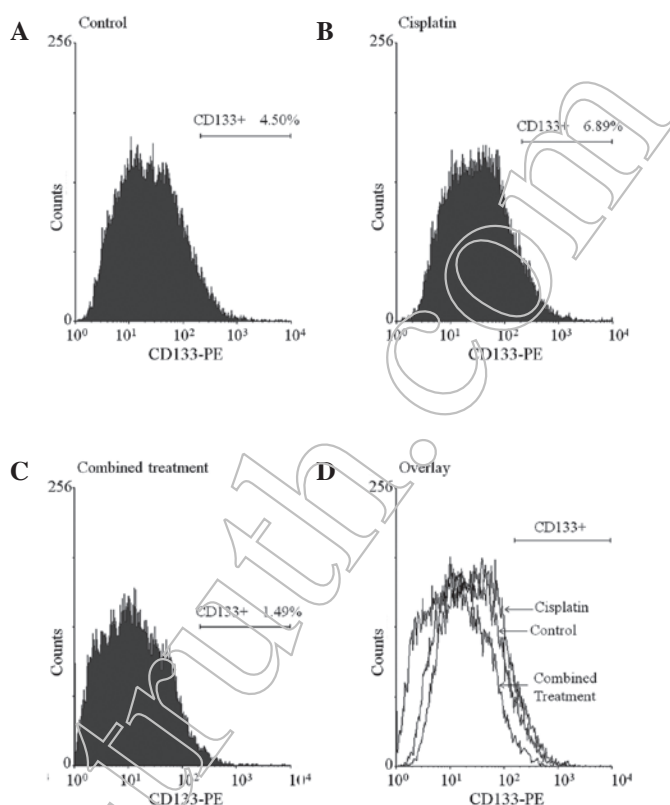 A
Control
256
CD133+ 4.50%
Counts
0
10⁰ 10¹ 10² 10³ 10⁴
CD133-PE
B
Cisplatin
256
CD133+ 6.89%
Counts
0
10⁰ 10¹ 10² 10³ 10⁴
CD133-PE
C
Combined treatment
256
CD133+ 1.49%
Counts
0
10⁰ 10¹ 10² 10³ 10⁴
CD133-PE
D
Overlay
256
CD133+
Cisplatin
Control
Combined
Treatment
Counts
0
10⁰ 10¹ 10² 10³ 10⁴
CD133-PE
truth.com